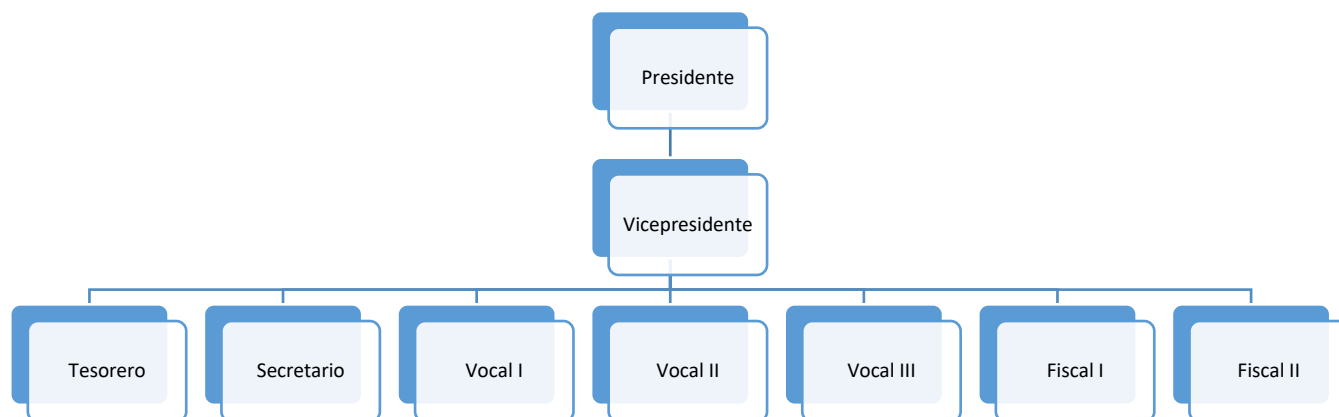 Presidente
Vicepresidente
Tesorero
Secretario
Vocal I
Vocal II
Vocal III
Fiscal I
Fiscal II